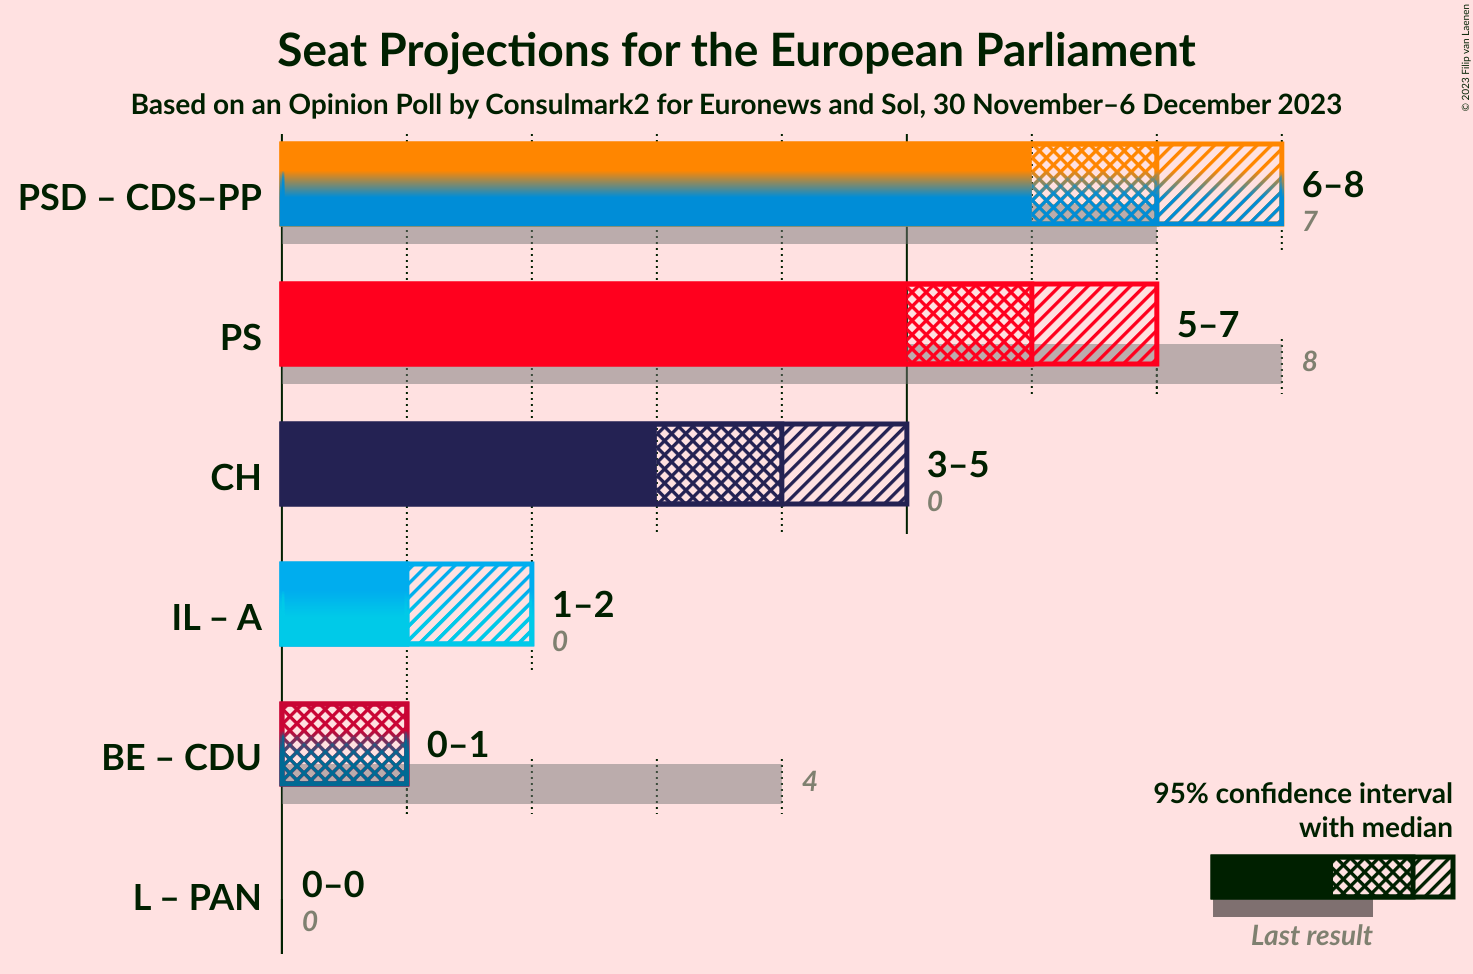 Seat Projections for the European Parliament
Based on an Opinion Poll by Consulmark2 for Euronews and Sol, 30 November–6 December 2023
© 2023 Filip van Laenen
PSD – CDS–PP
6–8
7
PS
5–7
8
CH
3–5
0
IL – A
1–2
0
BE – CDU
0–1
4
L – PAN
0–0
0
95% confidence interval
with median
Last result